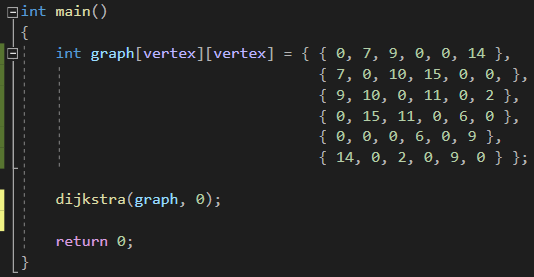 int main()
{
int graph[vertex][vertex] = { { 0, 7, 9, 0, 0, 14 },
{ 7, 0, 10, 15, 0, 0, },
{ 9, 10, 0, 11, 0, 2 },
{ 0, 15, 11, 0, 6, 0 },
{ 0, 0, 0, 6, 0, 9 },
{ 14, 0, 2, 0, 9, 0 } };
dijkstra(graph, 0);
return 0;
}